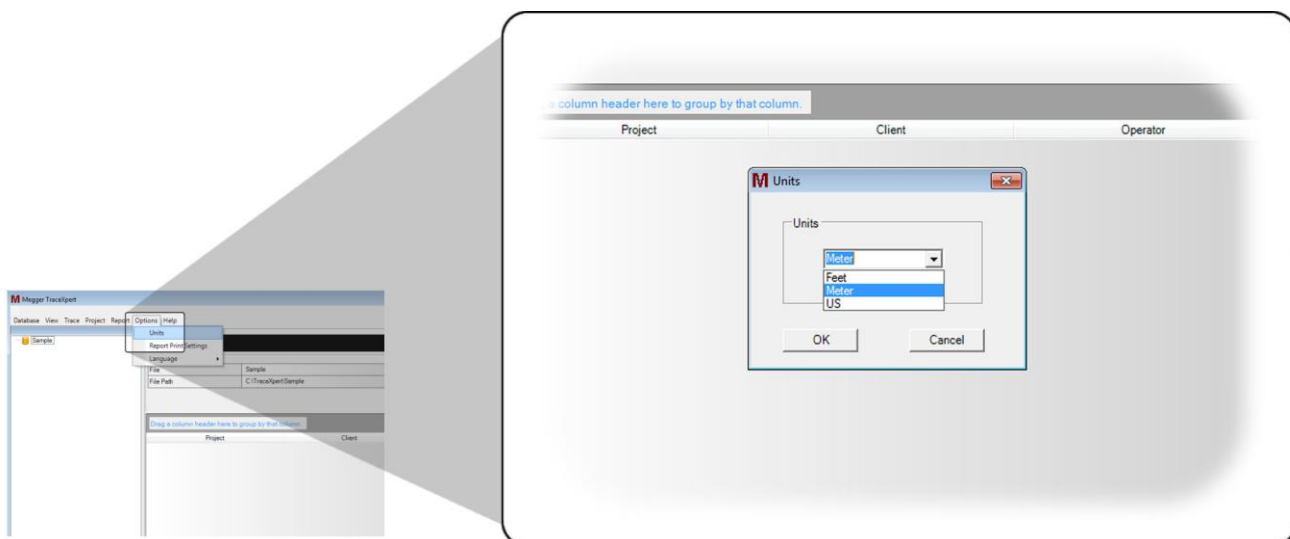 a column header here to group by that column.
Project Client Operator
M Units
Units
Meter
Feet
Meter
US
OK Cancel
M Megger TraceXpert
Database View Trace Project Report Options Help
Sample
Units
Report Print Settings
Language
File Sample
File Path C:\TraceXpert\Sample
Drag a column header here to group by that column.
Project Client